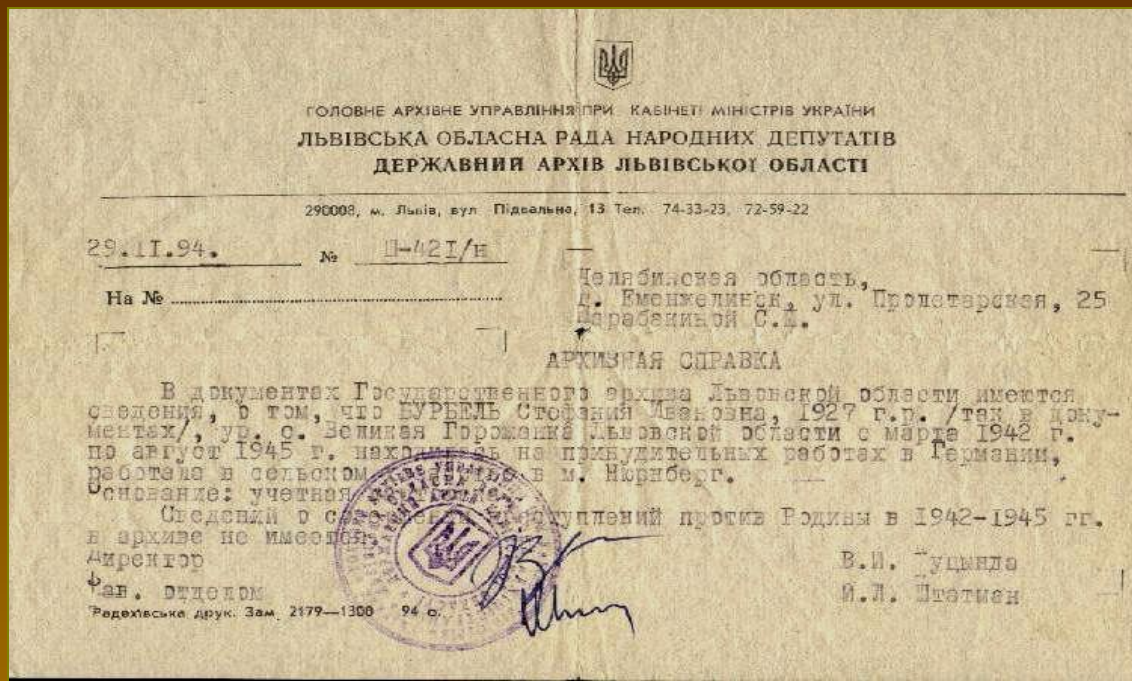 ГОЛОВНЕ АРХІВНЕ УПРАВЛІННЯ ПРИ КАБІНЕТІ МІНІСТРІВ УКРАЇНИ
ЛЬВІВСЬКА ОБЛАСНА РАДА НАРОДНИХ ДЕПУТАТІВ
ДЕРЖАВНИЙ АРХІВ ЛЬВІВСЬКОЇ ОБЛАСТІ
290008, м. Львів, вул. Підвальна, 13 Тел. 74-33-23, 72-59-22
29.II.94. № Ш-42I/н
На №
Челябинская область,
г. Еманжелинск, ул. Пролетарская, 25
С.И.
АРХИВНАЯ СПРАВКА
В документах Государственного архива Львовской области имеются
сведения, о том, что Стефания Ивановна, 1927 г.р. /так в доку-
ментах/, ур. с. Великая Горожанка Львовской области с марта 1942 г.
по август 1945 г. находилась на принудительных работах в Германии,
работала в сельском в м. Нюрнберг.
Основание: учетная
Сведений о преступлений против Родины в 1942-1945 гг.
в архиве не имеется.
Директор В.И. Куцында
Зав. отделом И.Л. Штатман
Радехівська друк. Зам. 2179—1300 94 р.